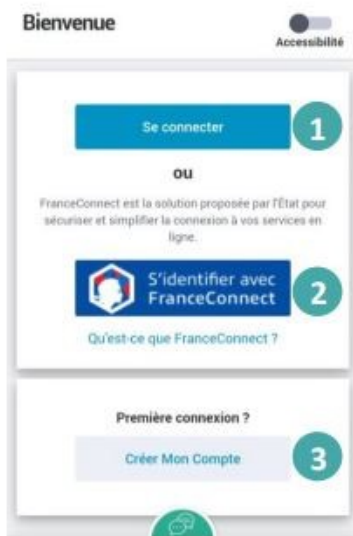 Bienvenue
Accessibilité
Se connecter
1
ou
FranceConnect est la solution proposée par l'État pour
sécuriser et simplifier la connexion à vos services en
ligne.
S'identifier avec
FranceConnect
2
Qu'est-ce que FranceConnect ?
Première connexion ?
Créer Mon Compte
3